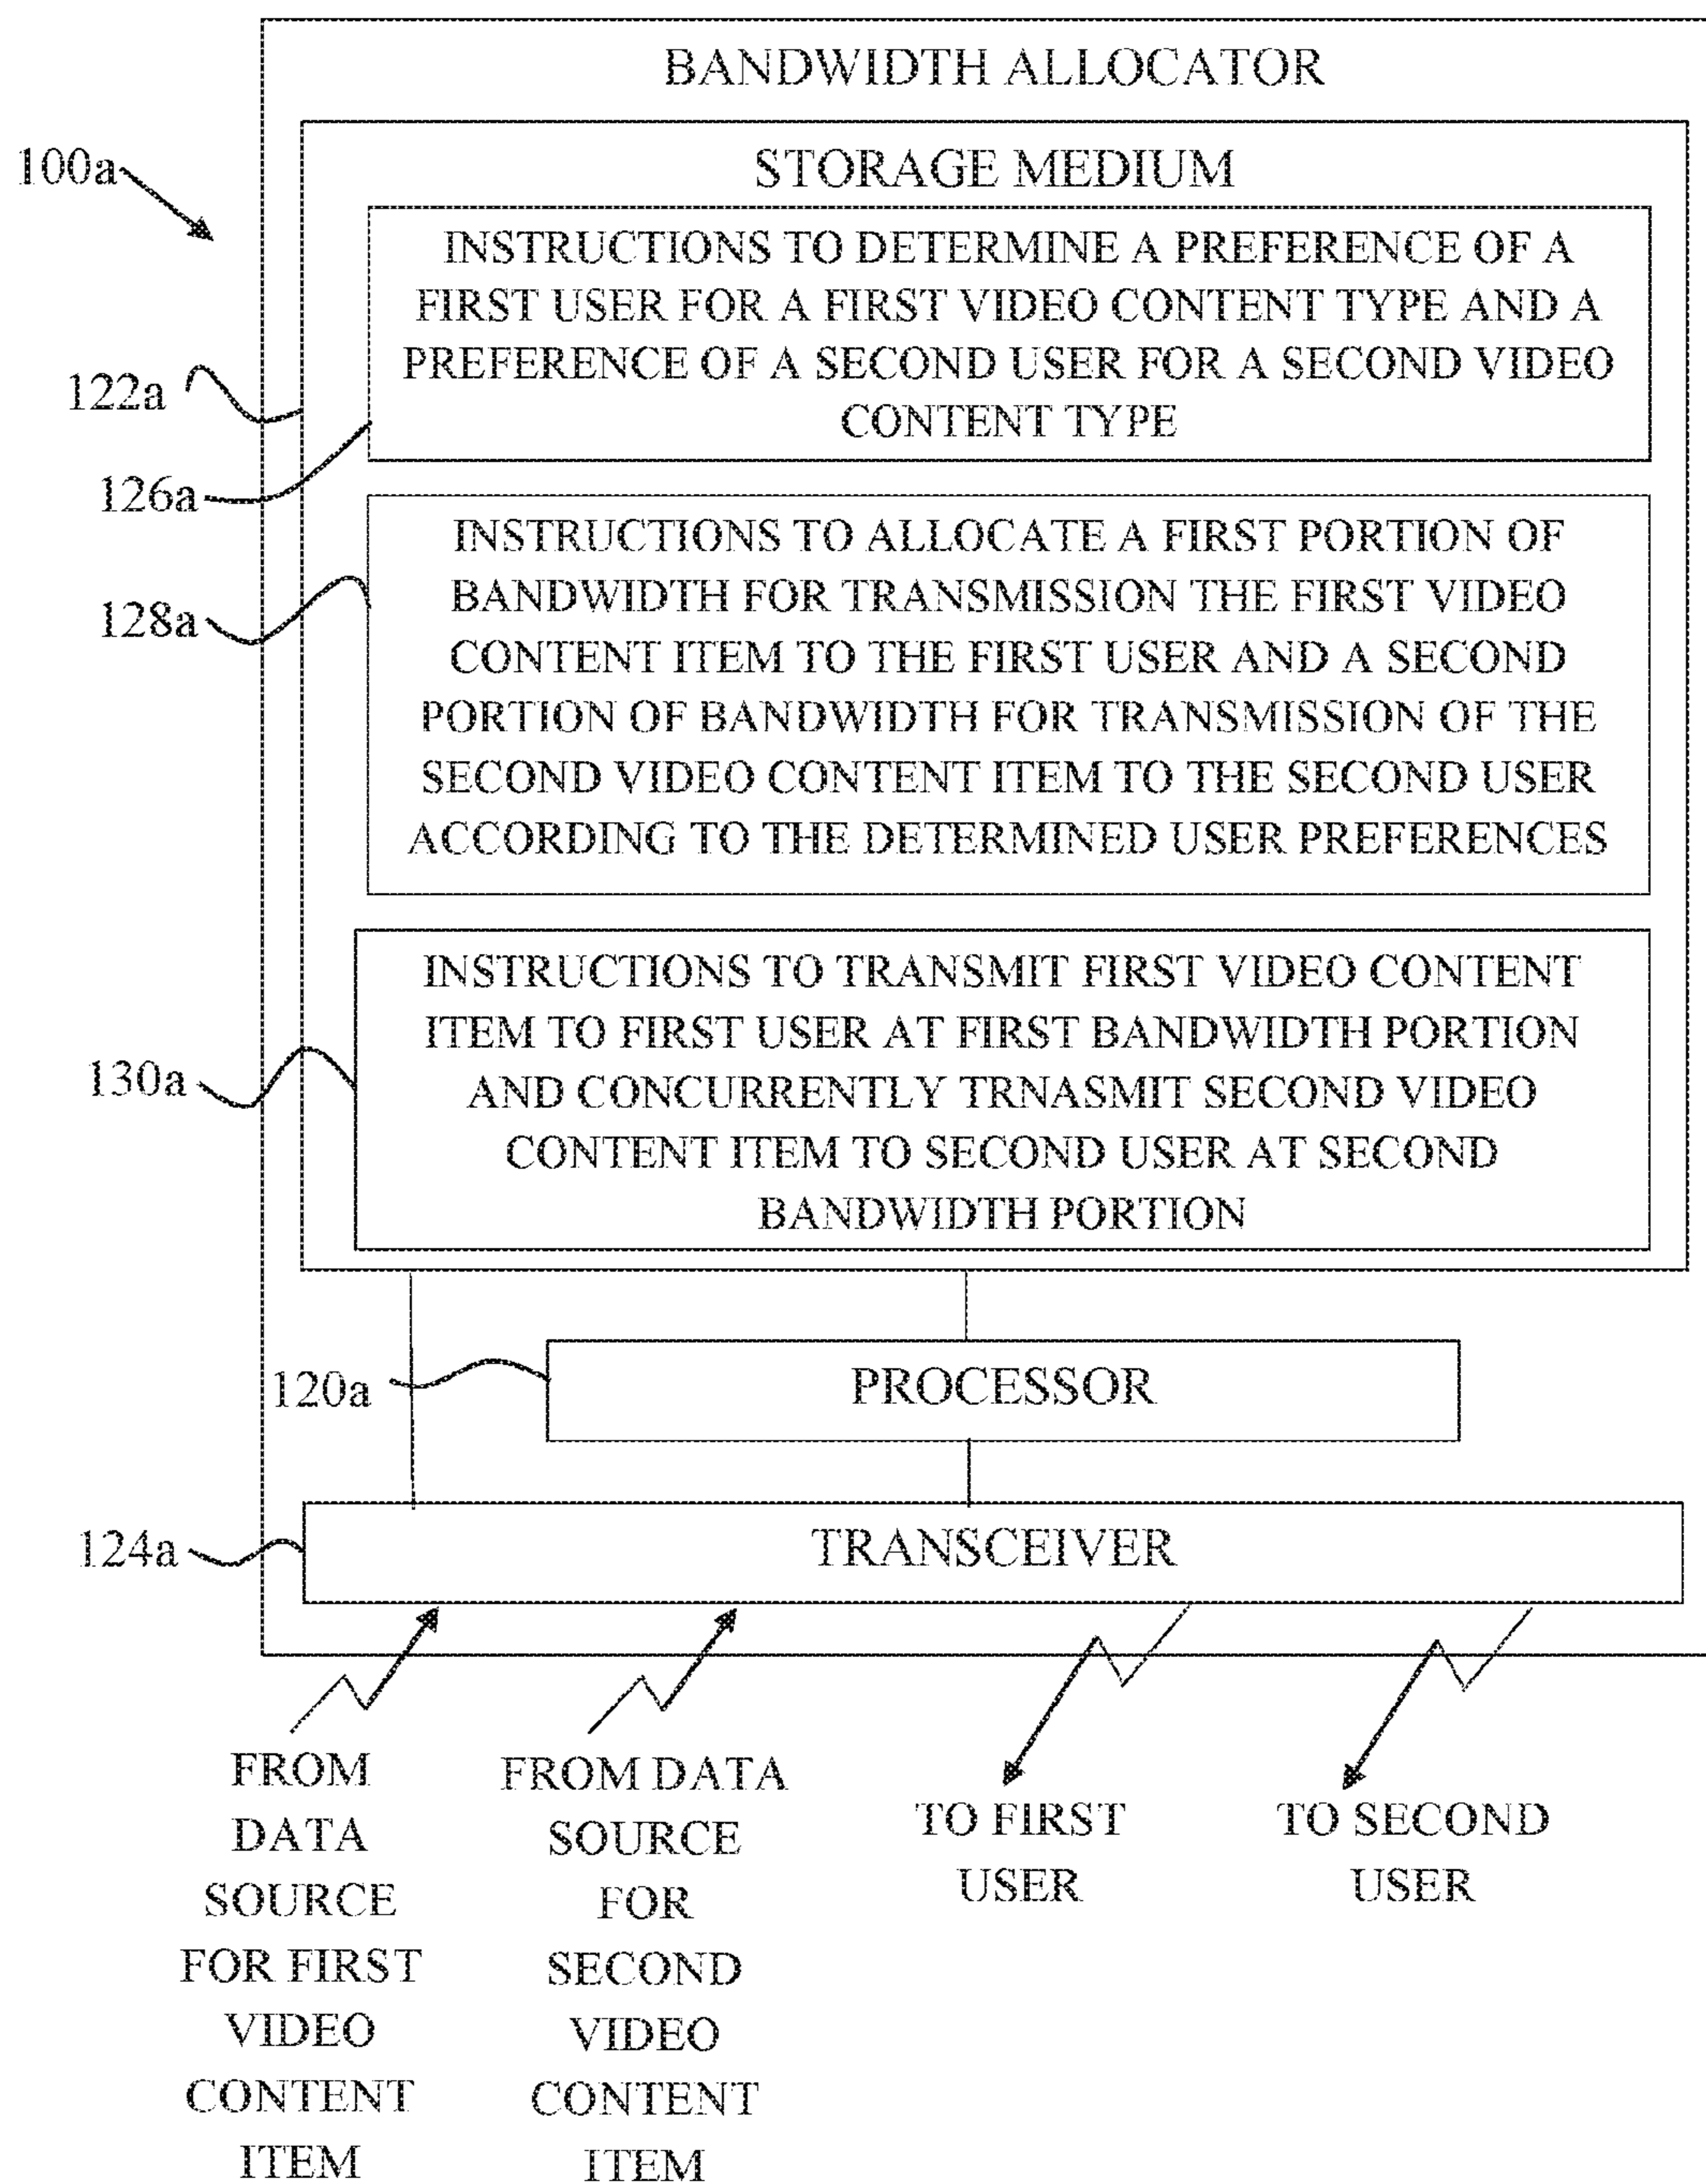 BANDWIDTH ALLOCATOR
STORAGE MEDIUM
100a
INSTRUCTIONS TO DETERMINE A PREFERENCE OF A
FIRST USER FOR A FIRST VIDEO CONTENT TYPE AND A
PREFERENCE OF A SECOND USER FOR A SECOND VIDEO
CONTENT TYPE
122a
126a
INSTRUCTIONS TO ALLOCATE A FIRST PORTION OF
BANDWIDTH FOR TRANSMISSION THE FIRST VIDEO
CONTENT ITEM TO THE FIRST USER AND A SECOND
PORTION OF BANDWIDTH FOR TRANSMISSION OF THE
SECOND VIDEO CONTENT ITEM TO THE SECOND USER
ACCORDING TO THE DETERMINED USER PREFERENCES
128a
INSTRUCTIONS TO TRANSMIT FIRST VIDEO CONTENT
ITEM TO FIRST USER AT FIRST BANDWIDTH PORTION
AND CONCURRENTLY TRNASMIT SECOND VIDEO
CONTENT ITEM TO SECOND USER AT SECOND
BANDWIDTH PORTION
130a
PROCESSOR
120a
TRANSCEIVER
124a
FROM
DATA
SOURCE
FOR FIRST
VIDEO
CONTENT
ITEM
FROM DATA
SOURCE
FOR
SECOND
VIDEO
CONTENT
ITEM
TO FIRST
USER
TO SECOND
USER